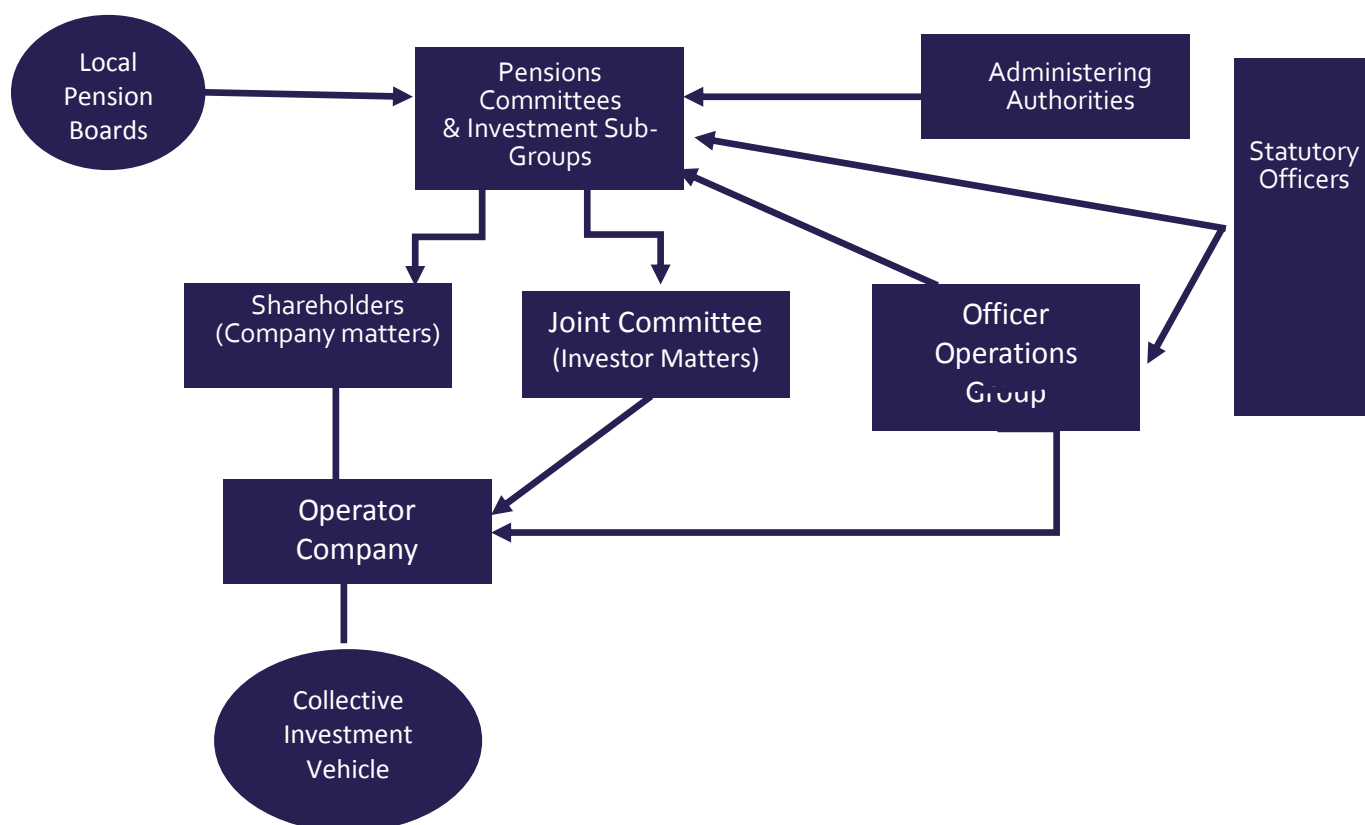 Local
Pension
Boards
Pensions
Committees
& Investment Sub-
Groups
Administering
Authorities
Statutory
Officers
Shareholders
(Company matters)
Joint Committee
(Investor Matters)
Officer
Operations
Group
Operator
Company
Collective
Investment
Vehicle